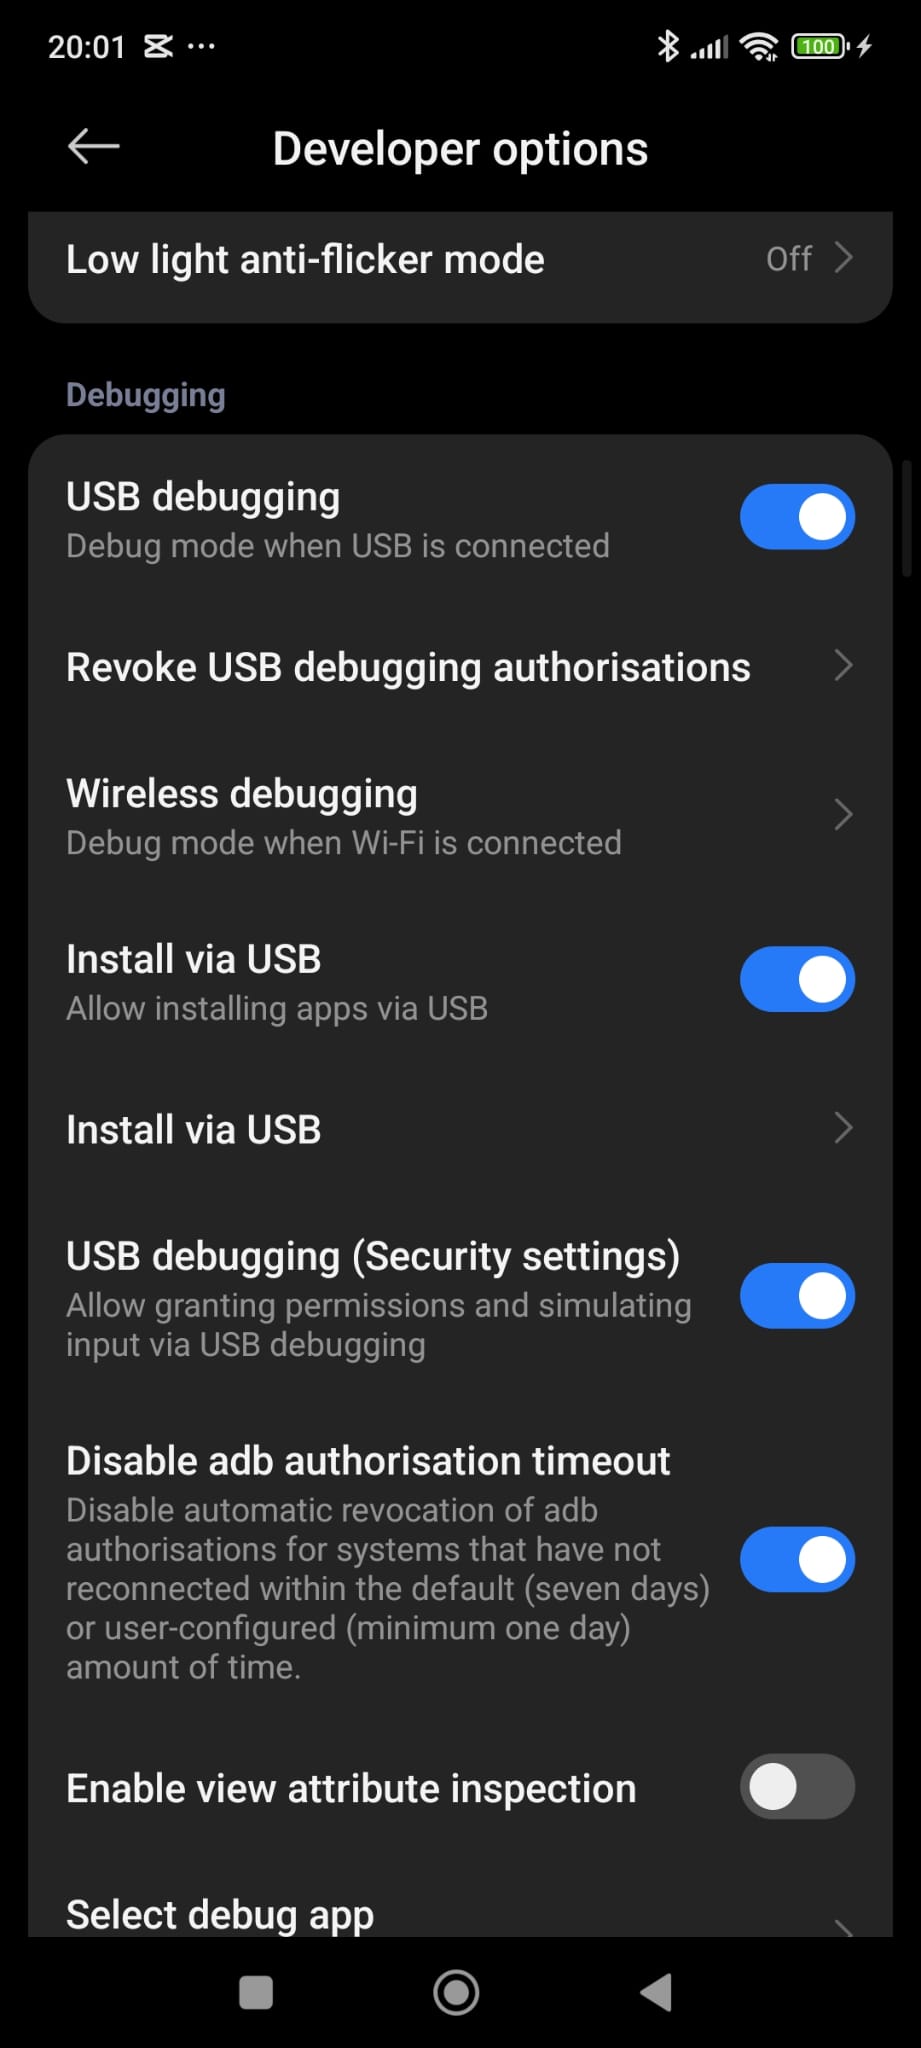 20:01
100
Developer options
Low light anti-flicker mode
Off
Debugging
USB debugging
Debug mode when USB is connected
Revoke USB debugging authorisations
Wireless debugging
Debug mode when Wi-Fi is connected
Install via USB
Allow installing apps via USB
Install via USB
USB debugging (Security settings)
Allow granting permissions and simulating
input via USB debugging
Disable adb authorisation timeout
Disable automatic revocation of adb
authorisations for systems that have not
reconnected within the default (seven days)
or user-configured (minimum one day)
amount of time.
Enable view attribute inspection
Select debug app